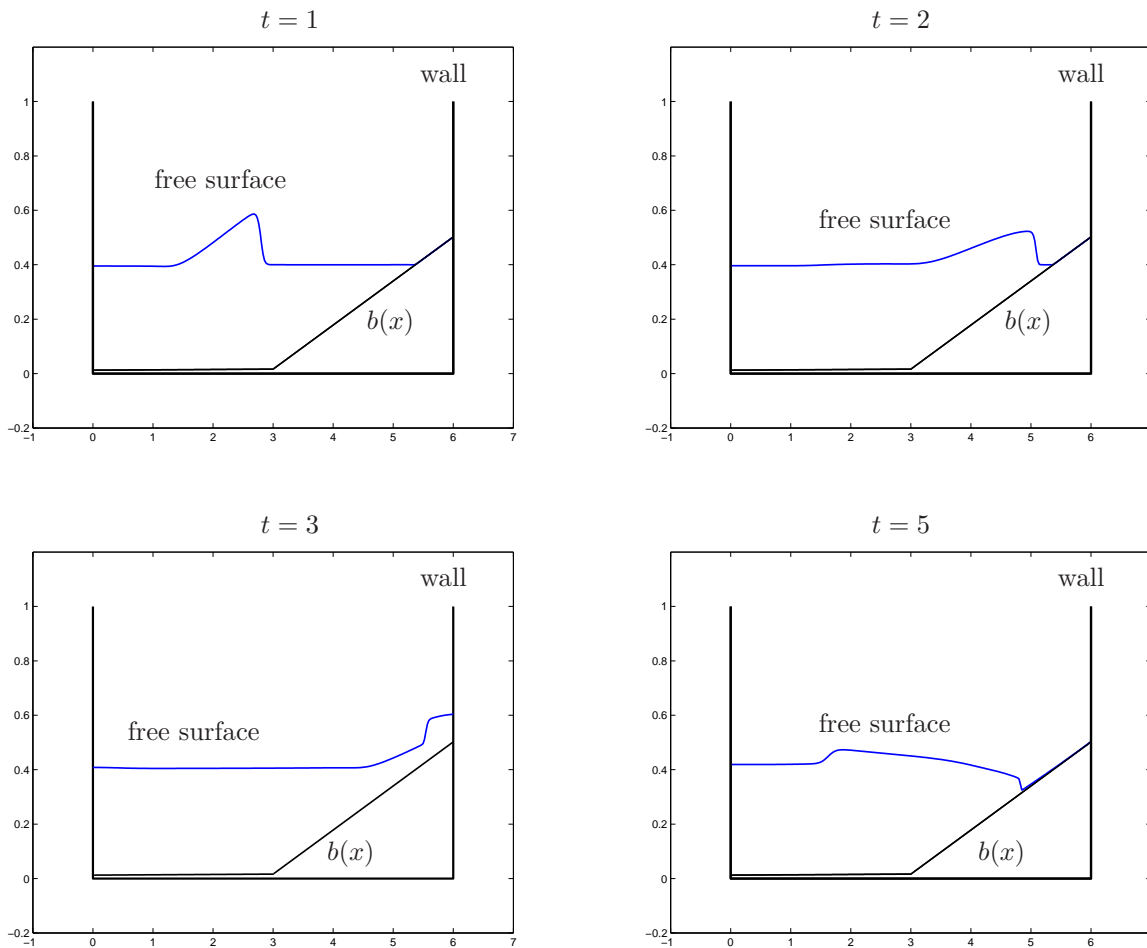 t = 1
wall
free surface
b(x)
1
0.8
0.6
0.4
0.2
0
−0.2
−1 0 1 2 3 4 5 6 7
t = 2
wall
free surface
b(x)
1
0.8
0.6
0.4
0.2
0
−0.2
−1 0 1 2 3 4 5 6
t = 3
wall
free surface
b(x)
1
0.8
0.6
0.4
0.2
0
−0.2
−1 0 1 2 3 4 5 6 7
t = 5
wall
free surface
b(x)
1
0.8
0.6
0.4
0.2
0
−0.2
−1 0 1 2 3 4 5 6